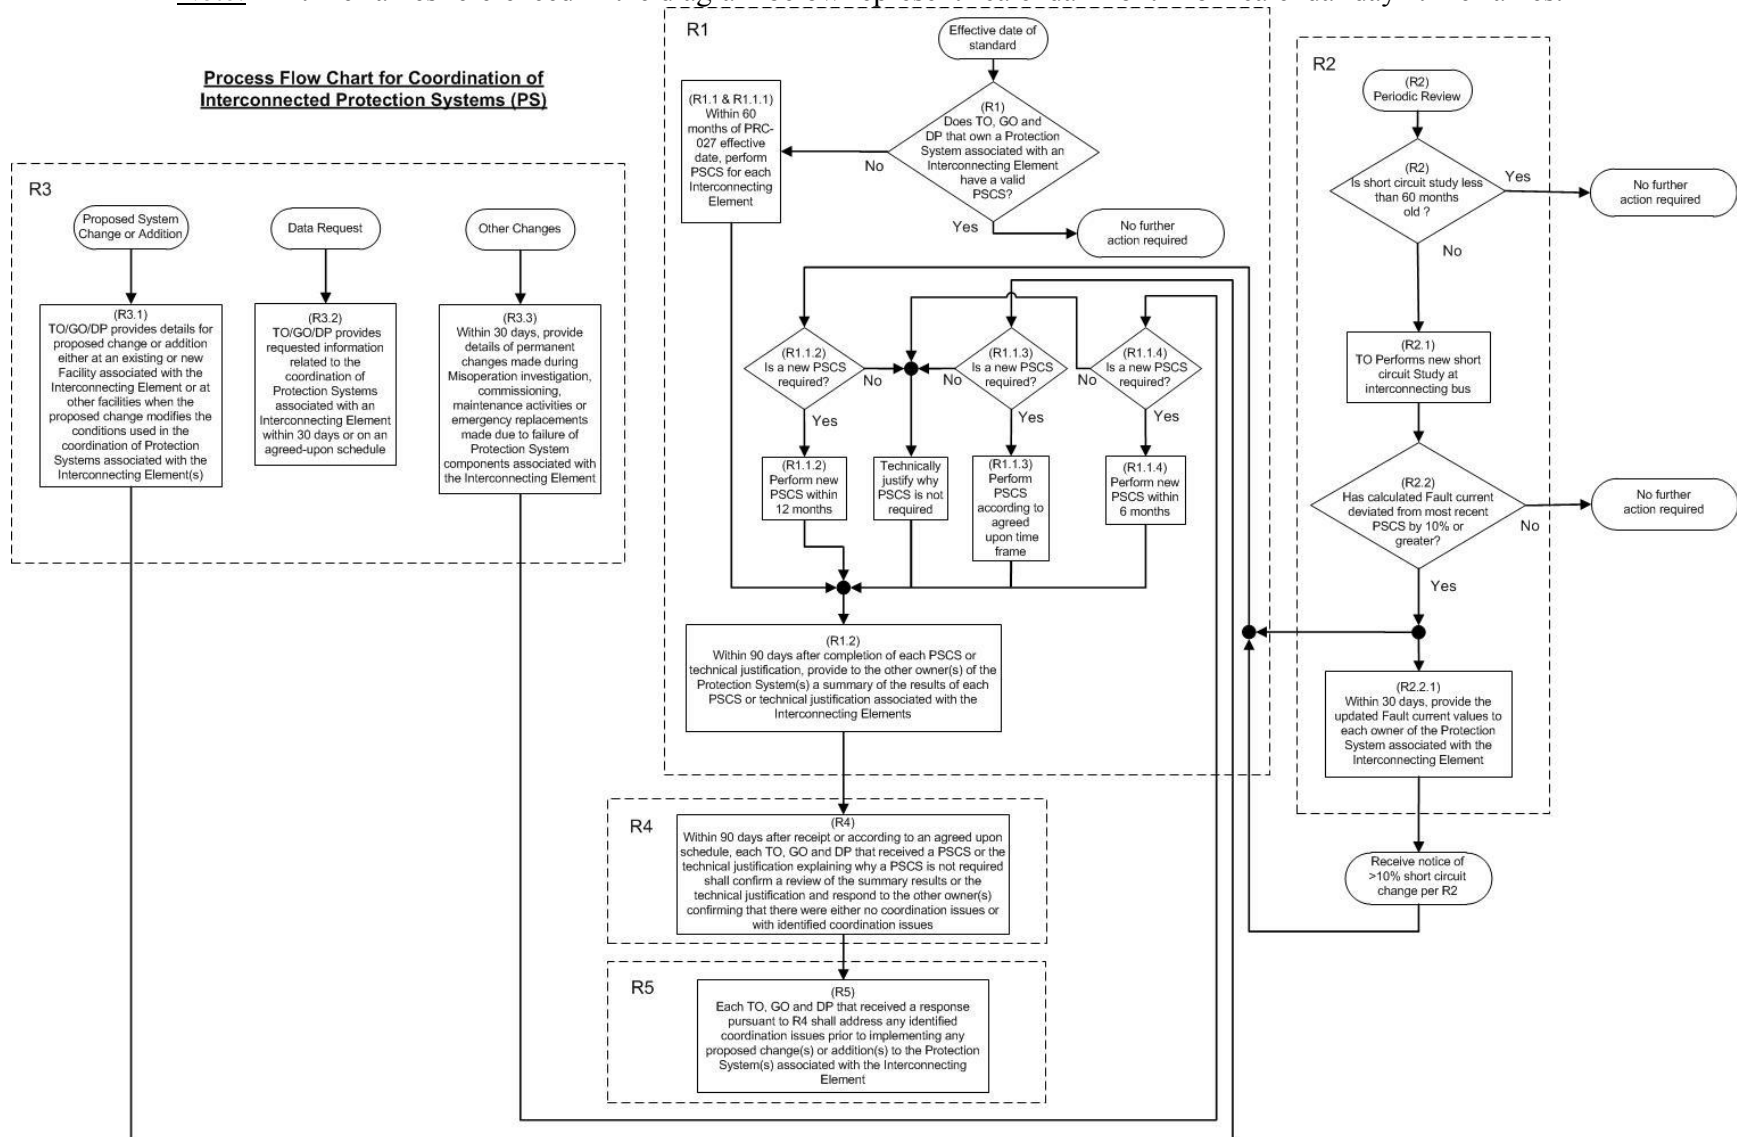 R1
Effective date of
standard
Process Flow Chart for Coordination of
Interconnected Protection Systems (PS)
(R1.1 & R1.1.1)
Within 60
months of PRC-
027 effective
date, perform
PSCS for each
Interconnecting
Element
(R1)
Does TO, GO and
DP that own a Protection
System associated with an
Interconnecting Element
have a valid
PSCS?
No
Yes
No further
action required
R2
(R2)
Periodic Review
(R2)
Is short circuit study less
than 60 months
old ?
Yes
No further
action required
No
R3
Proposed System
Change or Addition
Data Request
Other Changes
(R3.1)
TO/GO/DP provides details for
proposed change or addition
either at an existing or new
Facility associated with the
Interconnecting Element or at
other facilities when the
proposed change modifies the
conditions used in the
coordination of Protection
Systems associated with the
Interconnecting Element(s)
(R3.2)
TO/GO/DP provides
requested information
related to the
coordination of
Protection Systems
associated with an
Interconnecting Element
within 30 days or on an
agreed-upon schedule
(R3.3)
Within 30 days, provide
details of permanent
changes made during
Misoperation investigation,
commissioning,
maintenance activities or
emergency replacements
made due to failure of
Protection System
components associated with
the Interconnecting Element
(R1.1.2)
Is a new PSCS
required?
No
Yes
(R1.1.3)
Is a new PSCS
required?
No
Yes
(R1.1.4)
Is a new PSCS
required?
No
Yes
(R1.1.2)
Perform new
PSCS within
12 months
Technically
justify why
PSCS is not
required
(R1.1.3)
Perform
PSCS
according to
agreed
upon time
frame
(R1.1.4)
Perform new
PSCS within
6 months
(R2.1)
TO Performs new short
circuit Study at
interconnecting bus
(R2.2)
Has calculated Fault current
deviated from most recent
PSCS by 10% or
greater?
No
No further
action required
Yes
(R1.2)
Within 90 days after completion of each PSCS or
technical justification, provide to the other owner(s) of the
Protection System(s) a summary of the results of each
PSCS or technical justification associated with the
Interconnecting Elements
(R2.2.1)
Within 30 days, provide the
updated Fault current values to
each owner of the Protection
System associated with the
Interconnecting Element
Receive notice of
>10% short circuit
change per R2
R4
(R4)
Within 90 days after receipt or according to an agreed upon
schedule, each TO, GO and DP that received a PSCS or the
technical justification explaining why a PSCS is not required
shall confirm a review of the summary results or the
technical justification and respond to the other owner(s)
confirming that there were either no coordination issues or
with identified coordination issues
R5
(R5)
Each TO, GO and DP that received a response
pursuant to R4 shall address any identified
coordination issues prior to implementing any
proposed change(s) or addition(s) to the Protection
System(s) associated with the Interconnecting
Element